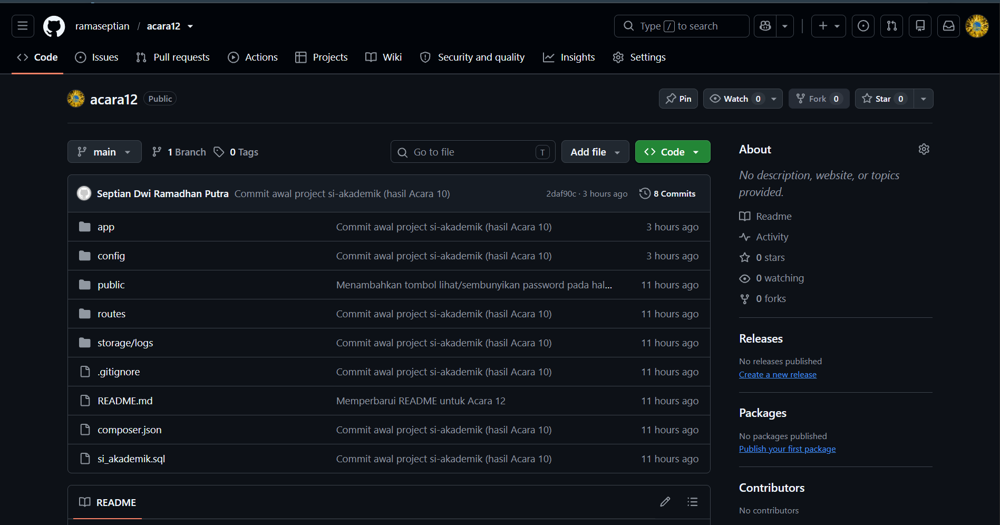 ramaseptian / acara12
Type / to search
Code
Issues
Pull requests
Actions
Projects
Wiki
Security and quality
Insights
Settings
acara12 Public
Pin
Watch 0
Fork 0
Star 0
main
1 Branch
0 Tags
Go to file T
Add file
Code
Septian Dwi Ramadhan Putra Commit awal project si-akademik (hasil Acara 10) 2daf90c · 3 hours ago 8 Commits
app Commit awal project si-akademik (hasil Acara 10) 3 hours ago
config Commit awal project si-akademik (hasil Acara 10) 3 hours ago
public Menambahkan tombol lihat/sembunyikan password pada hal... 11 hours ago
routes Commit awal project si-akademik (hasil Acara 10) 11 hours ago
storage/logs Commit awal project si-akademik (hasil Acara 10) 11 hours ago
.gitignore Commit awal project si-akademik (hasil Acara 10) 11 hours ago
README.md Memperbarui README untuk Acara 12 11 hours ago
composer.json Commit awal project si-akademik (hasil Acara 10) 11 hours ago
si_akademik.sql Commit awal project si-akademik (hasil Acara 10) 11 hours ago
README
About
No description, website, or topics
provided.
Readme
Activity
0 stars
0 watching
0 forks
Releases
No releases published
Create a new release
Packages
No packages published
Publish your first package
Contributors
No contributors